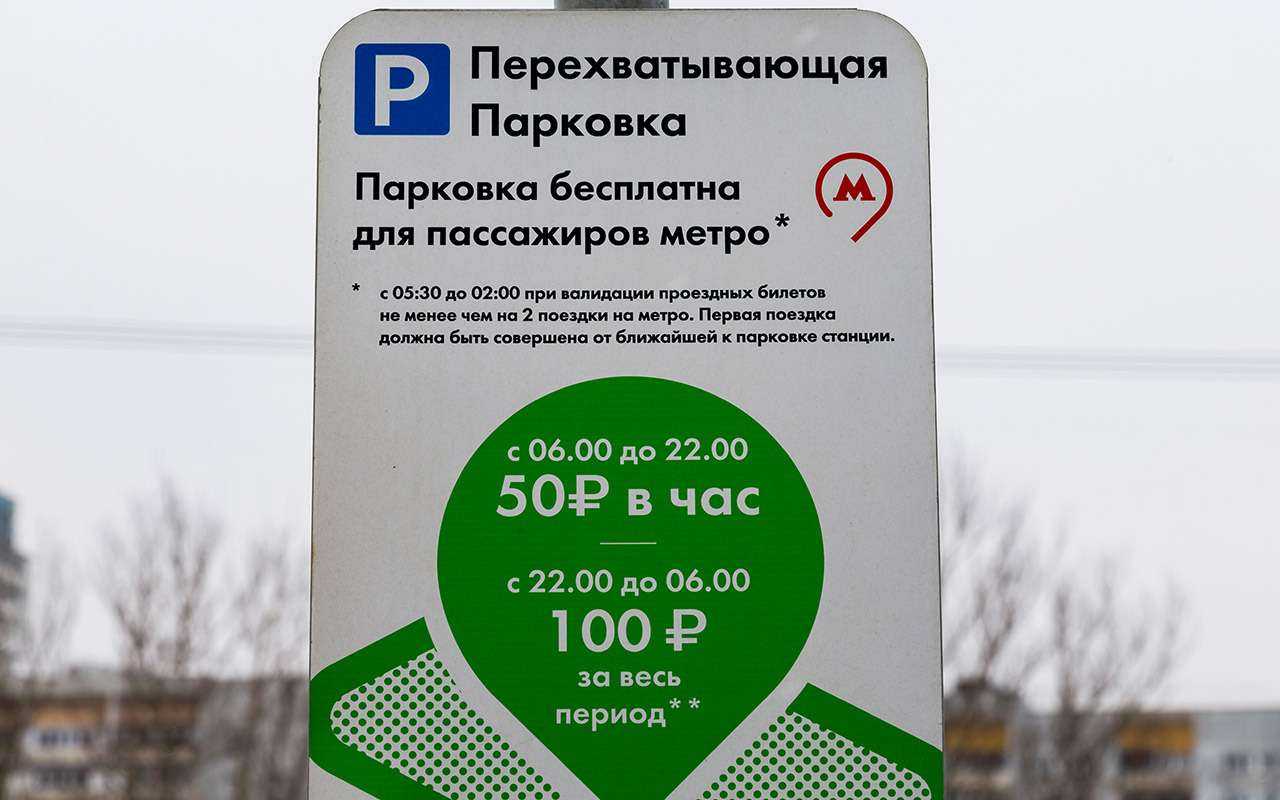 P Перехватывающая
Парковка
Парковка бесплатна
для пассажиров метро*
М
* с 05:30 до 02:00 при валидации проездных билетов
не менее чем на 2 поездки на метро. Первая поездка
должна быть совершена от ближайшей к парковке станции.
с 06.00 до 22.00
50₽ в час
с 22.00 до 06.00
100 ₽
за весь
период**